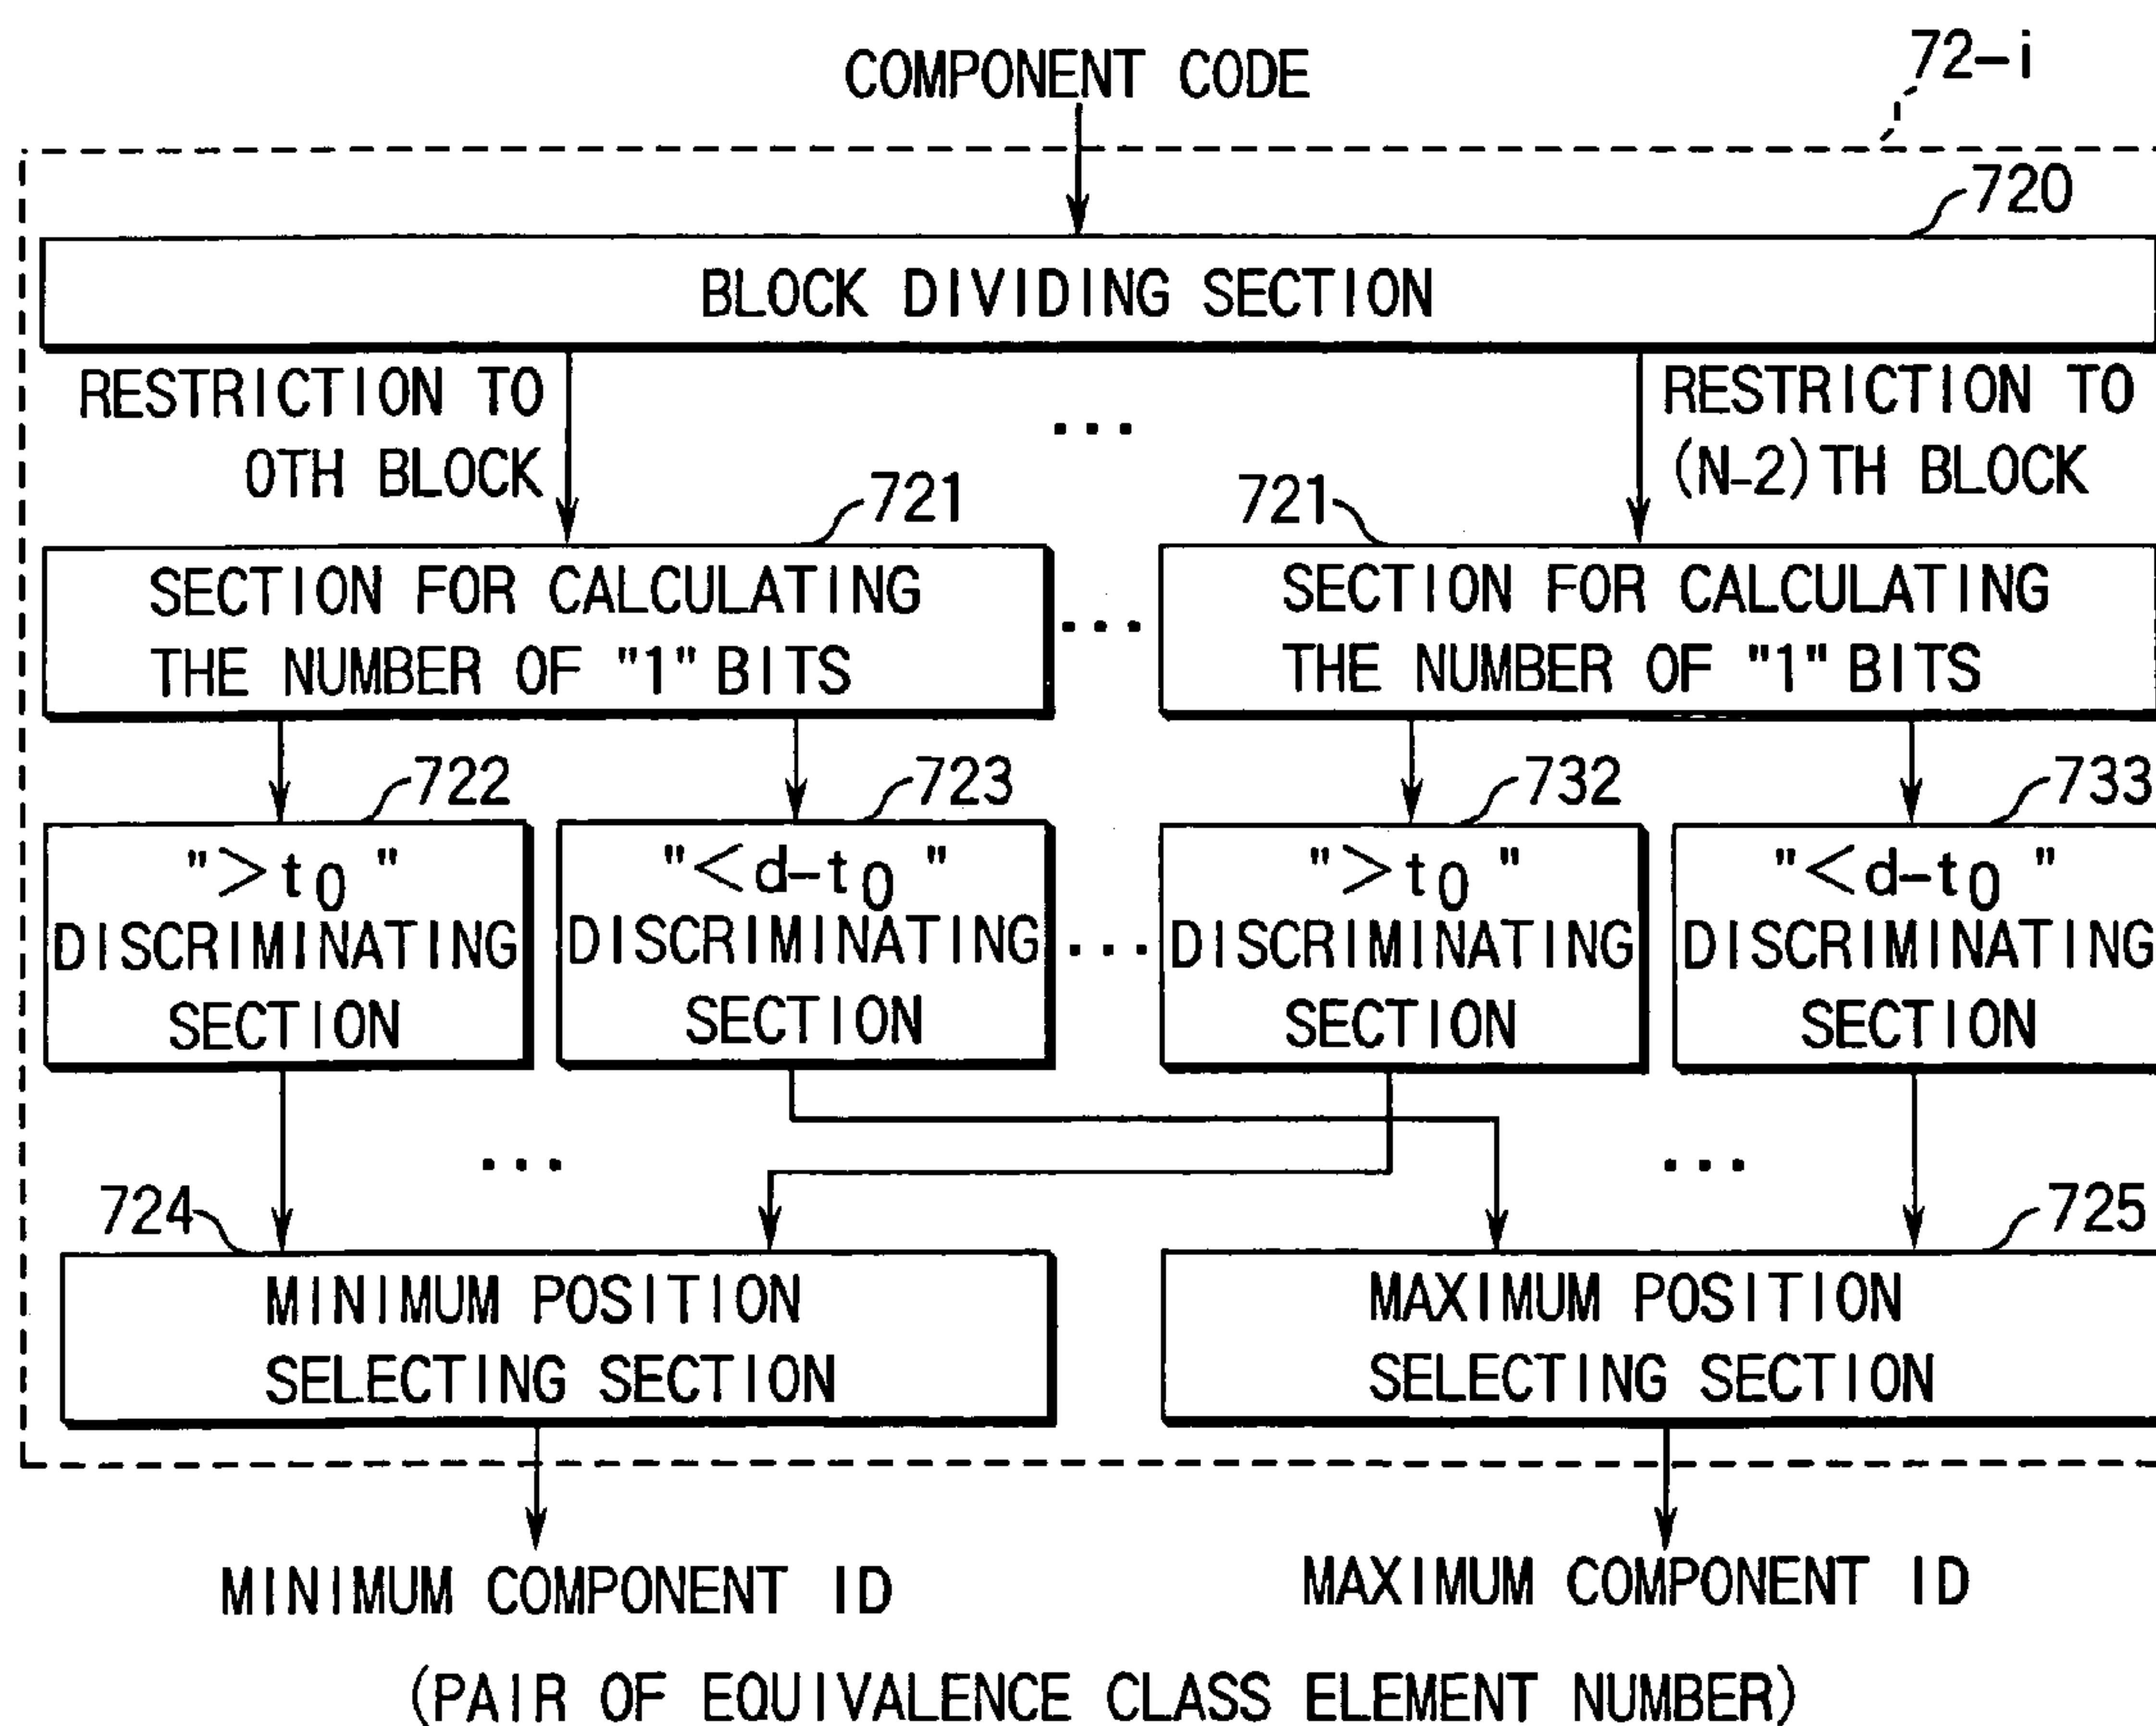 72-i
COMPONENT CODE
720
BLOCK DIVIDING SECTION
RESTRICTION TO
0TH BLOCK
...
RESTRICTION TO
(N-2)TH BLOCK
721
721
SECTION FOR CALCULATING
THE NUMBER OF "1" BITS
...
SECTION FOR CALCULATING
THE NUMBER OF "1" BITS
722
723
732
733
">t0"
DISCRIMINATING
SECTION
"<d-t0"
DISCRIMINATING
SECTION
...
">t0"
DISCRIMINATING
SECTION
"<d-t0"
DISCRIMINATING
SECTION
...
...
724
725
MINIMUM POSITION
SELECTING SECTION
MAXIMUM POSITION
SELECTING SECTION
MINIMUM COMPONENT ID
MAXIMUM COMPONENT ID
(PAIR OF EQUIVALENCE CLASS ELEMENT NUMBER)